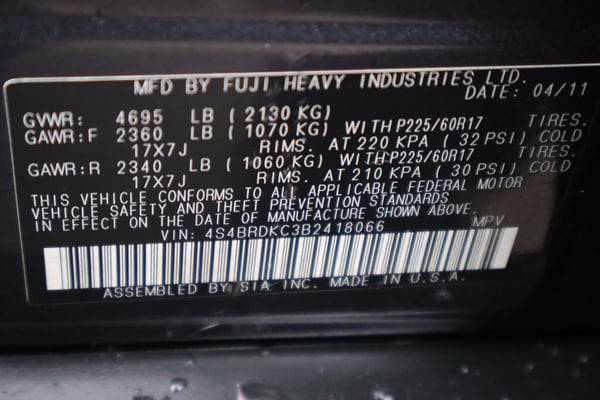 MFD BY FUJI HEAVY INDUSTRIES LTD.
DATE: 04/11
GVWR: 4695 LB (2130 KG)
GAWR:F 2360 LB (1070 KG) WITH P225/60R17 TIRES.
17X7J RIMS. AT 220 KPA (32 PSI) COLD
GAWR:R 2340 LB (1060 KG) WITH P225/60R17 TIRES.
17X7J RIMS. AT 210 KPA (30 PSI) COLD
THIS VEHICLE CONFORMS TO ALL APPLICABLE FEDERAL MOTOR
VEHICLE SAFETY AND THEFT PREVENTION STANDARDS
IN EFFECT ON THE DATE OF MANUFACTURE SHOWN ABOVE.
VIN: 4S4BRDKC3B2418066 MPV
ASSEMBLED BY SIA INC. MADE IN U.S.A.